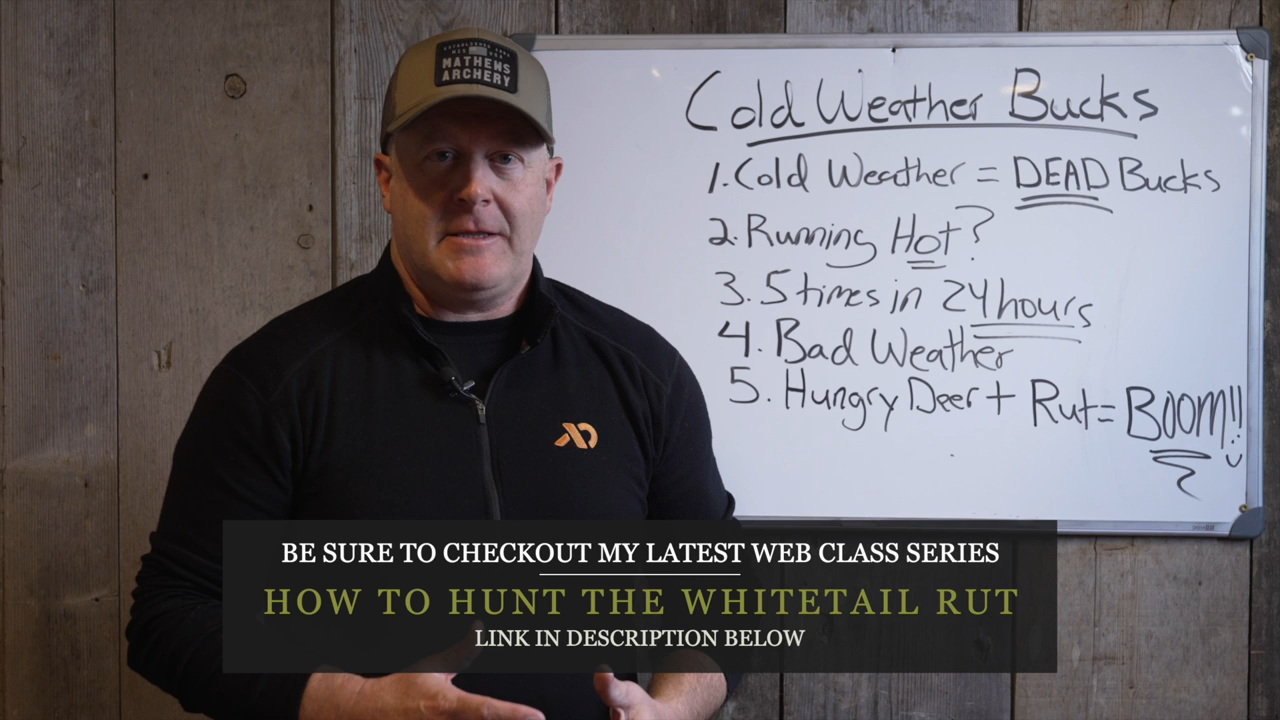 MATHEWS
ARCHERY
Cold Weather Bucks
1. Cold Weather = DEAD Bucks
2. Running Hot?
3. 5 times in 24 hours
4. Bad Weather
5. Hungry Deer + Rut = BOOM!!
BE SURE TO CHECKOUT MY LATEST WEB CLASS SERIES
HOW TO HUNT THE WHITETAIL RUT
LINK IN DESCRIPTION BELOW